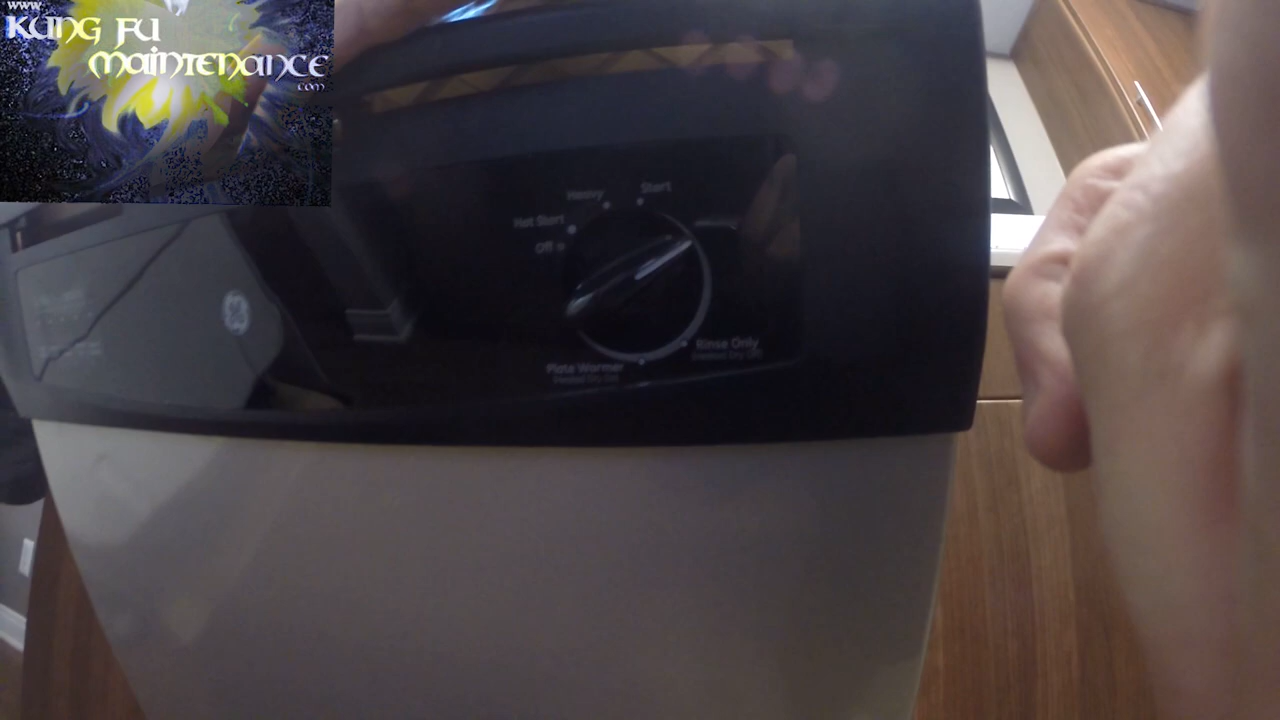 www.
KUNG FU
MAINTENANCE
.com
Start
Heavy
Hot Start
Off
Rinse Only
Plate Warmer
GE